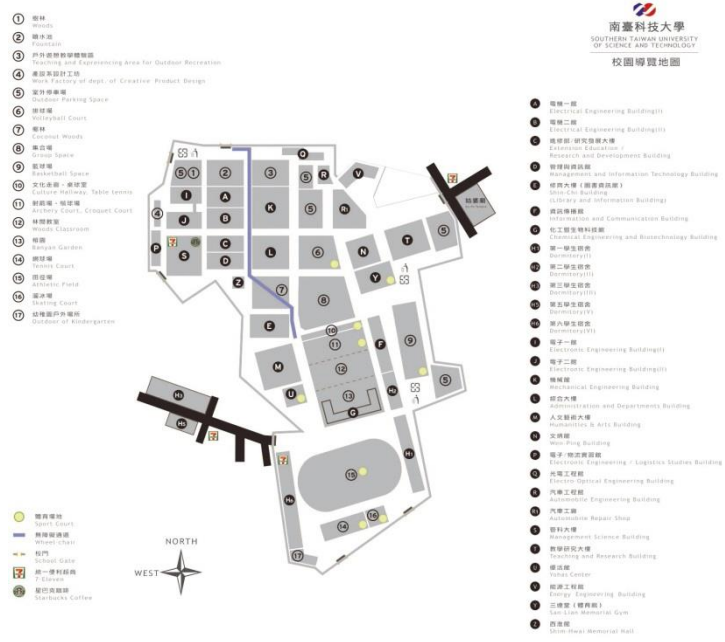 南臺科技大學
SOUTHERN TAIWAN UNIVERSITY
OF SCIENCE AND TECHNOLOGY
校園導覽地圖
1 樹林
Woods
2 噴水池
Fountain
3 戶外遊憩教學體驗區
Teaching and Experiencing Area for Outdoor Recreation
4 產設系設計工坊
Work Factory of dept. of Creative Product Design
5 室外停車場
Outdoor Parking Space
6 排球場
Volleyball Court
7 椰林
Coconut Woods
8 集合場
Group Space
9 籃球場
Basketball Space
10 文化走廊、桌球室
Culture Hallway, Table tennis
11 射箭場、槌球場
Archery Court, Croquet Court
12 林間教室
Woods Classroom
13 榕園
Banyan Garden
14 網球場
Tennis Court
15 田徑場
Athletic Field
16 溜冰場
Skating Court
17 幼稚園戶外場所
Outdoor of Kindergarten
A 電機一館
Electrical Engineering Building(I)
B 電機二館
Electrical Engineering Building(II)
C 進修部/研究發展大樓
Extension Edution /
Research and Development Building
D 管理與資訊館
Management and Information Technology Building
E 修齊大樓(圖書資訊館)
Shio-Chi Building
(Library and Information Building)
F 資訊傳播館
Information and Communication Building
G 化工暨生物科技館
Chemical Engineering and Biotechnology Building
H1 第一學生宿舍
Dormitory(I)
H2 第二學生宿舍
Dormitory(II)
H3 第三學生宿舍
Dormitory(III)
H5 第五學生宿舍
Dormitory(V)
H6 第六學生宿舍
Dormitory(VI)
I 電子一館
Electronic Engineering Building(I)
J 電子二館
Electronic Engineering Building(II)
K 機械館
Mechanical Engineering Building
L 綜合大樓
Administration and Departments Building
M 人文藝術大樓
Humanities & Arts Building
N 文炳館
Wen-Ping Building
P 電子/物流實習館
Electronic Engineering / Logistics Studies Building
Q 光電工程館
Electro Optical Engineering Building
R 汽車工程館
Automobile Engineering Building
R1 汽車工廠
Automobile Repair Shop
S 管科大樓
Management Science Building
T 教學研究大樓
Teaching and Research Building
U 優活館
Yuhas Center
V 能源工程館
Energy Engineering Building
Y 三連堂(體育館)
San-Lian Memorial Gym
Z 西淮館
Shini Hwai Memorial Hall
體育場地
Sport Court
無障礙通道
Wheel-chair
校門
School Gate
統一便利超商
7-Eleven
星巴克咖啡
Starbucks Coffee
NORTH
WEST